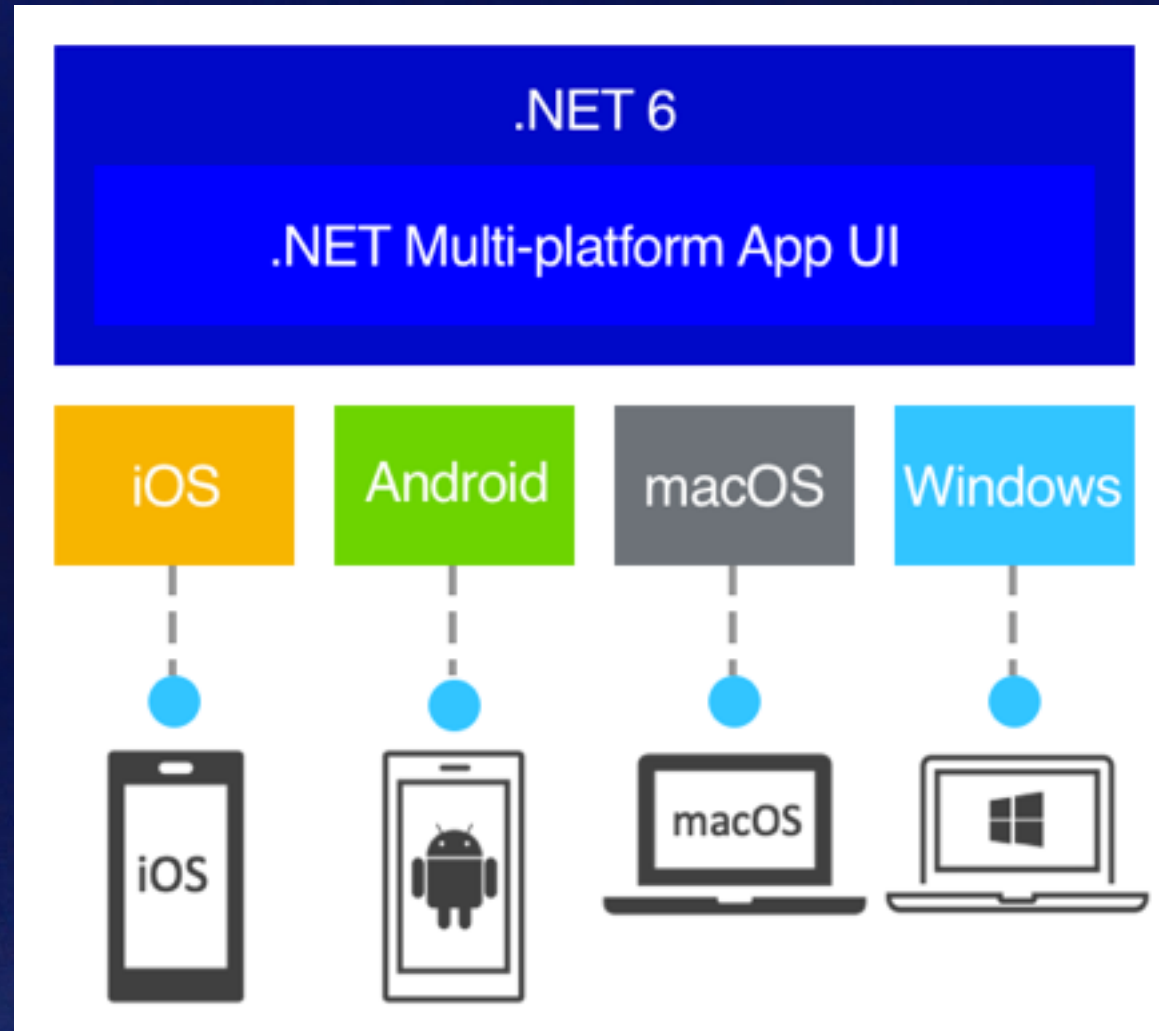 .NET 6
.NET Multi-platform App UI
iOS
Android
macOS
Windows
iOS
macOS